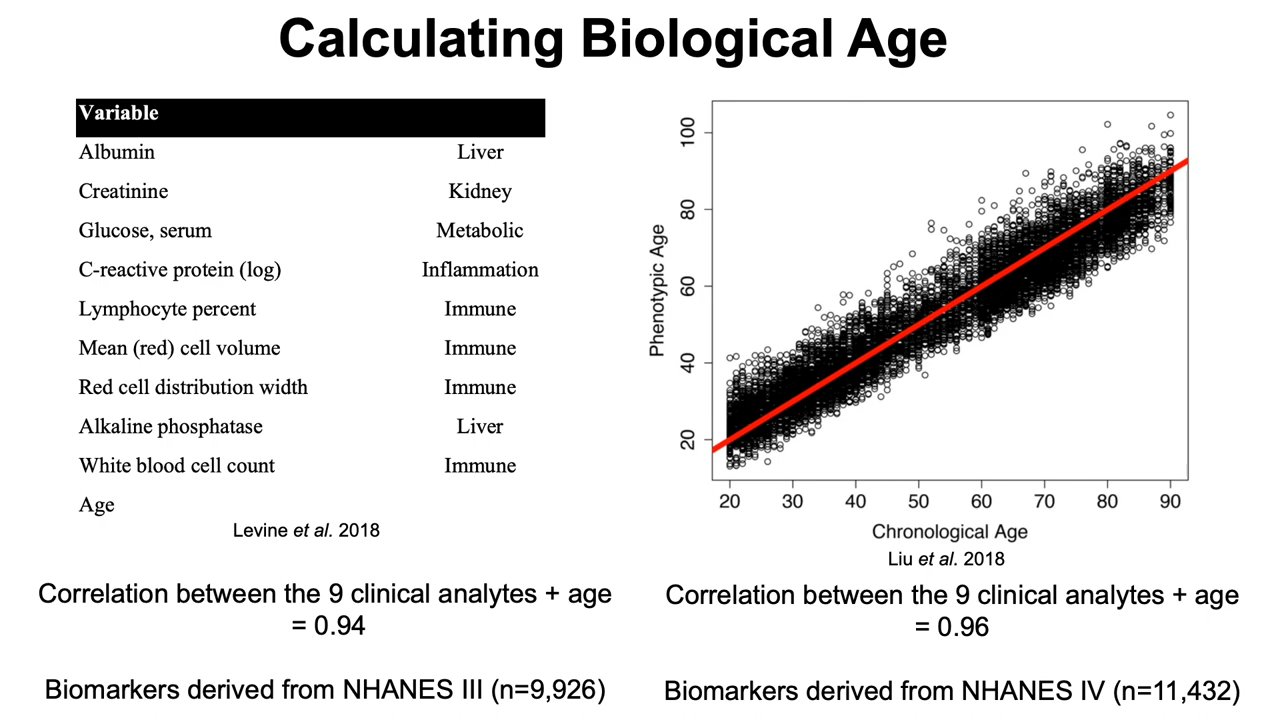 Calculating Biological Age
Variable
Albumin Liver
Creatinine Kidney
Glucose, serum Metabolic
C-reactive protein (log) Inflammation
Lymphocyte percent Immune
Mean (red) cell volume Immune
Red cell distribution width Immune
Alkaline phosphatase Liver
White blood cell count Immune
Age
Levine et al. 2018
Correlation between the 9 clinical analytes + age
= 0.94
Biomarkers derived from NHANES III (n=9,926)
Phenotypic Age
100
80
60
40
20
20 30 40 50 60 70 80 90
Chronological Age
Liu et al. 2018
Correlation between the 9 clinical analytes + age
= 0.96
Biomarkers derived from NHANES IV (n=11,432)